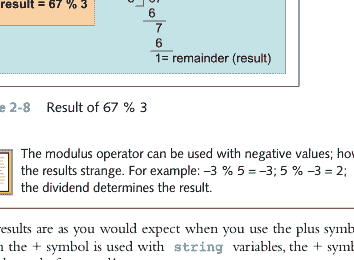 result = 67 % 3
6
7
6
1= remainder (result)
2-8 Result of 67 % 3
The modulus operator can be used with negative values;
the results strange. For example: –3 % 5 = –3; 5 % –3 = 2;
the dividend determines the result.
results are as you would expect when you use the plus
the + symbol is used with string variables, the +